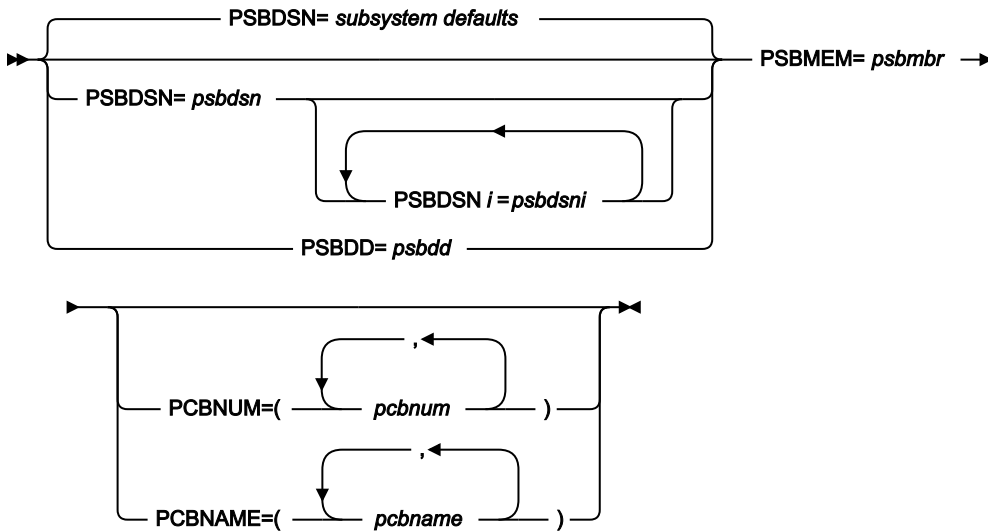 PSBDSN= subsystem defaults
PSBMEM= psbmbr
PSBDSN= psbdsn
PSBDSN i =psbdsni
PSBDD= psbdd
,
PCBNUM=( pcbnum )
,
PCBNAME=( pcbname )